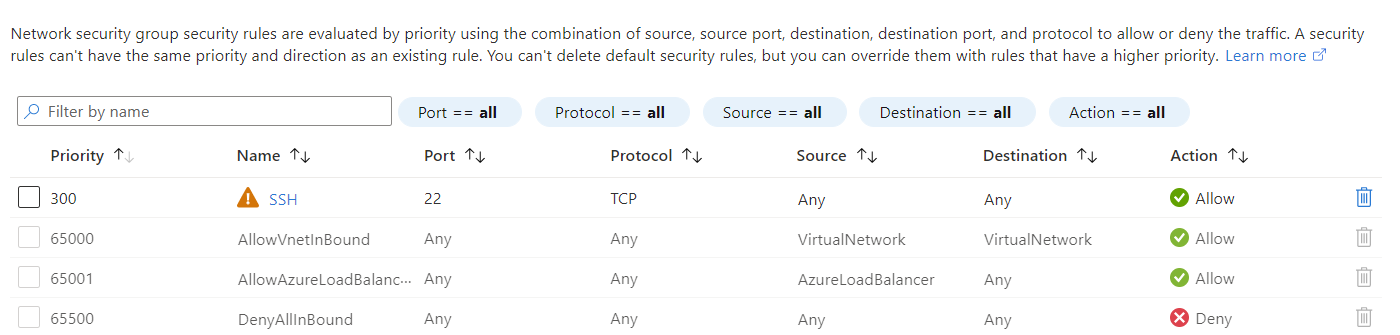 Network security group security rules are evaluated by priority using the combination of source, source port, destination, destination port, and protocol to allow or deny the traffic. A security
rules can't have the same priority and direction as an existing rule. You can't delete default security rules, but you can override them with rules that have a higher priority. Learn more
Filter by name Port == all Protocol == all Source == all Destination == all Action == all
Priority Name Port Protocol Source Destination Action
300 SSH 22 TCP Any Any Allow
65000 AllowVnetInBound Any Any VirtualNetwork VirtualNetwork Allow
65001 AllowAzureLoadBalanc... Any Any AzureLoadBalancer Any Allow
65500 DenyAllInBound Any Any Any Any Deny